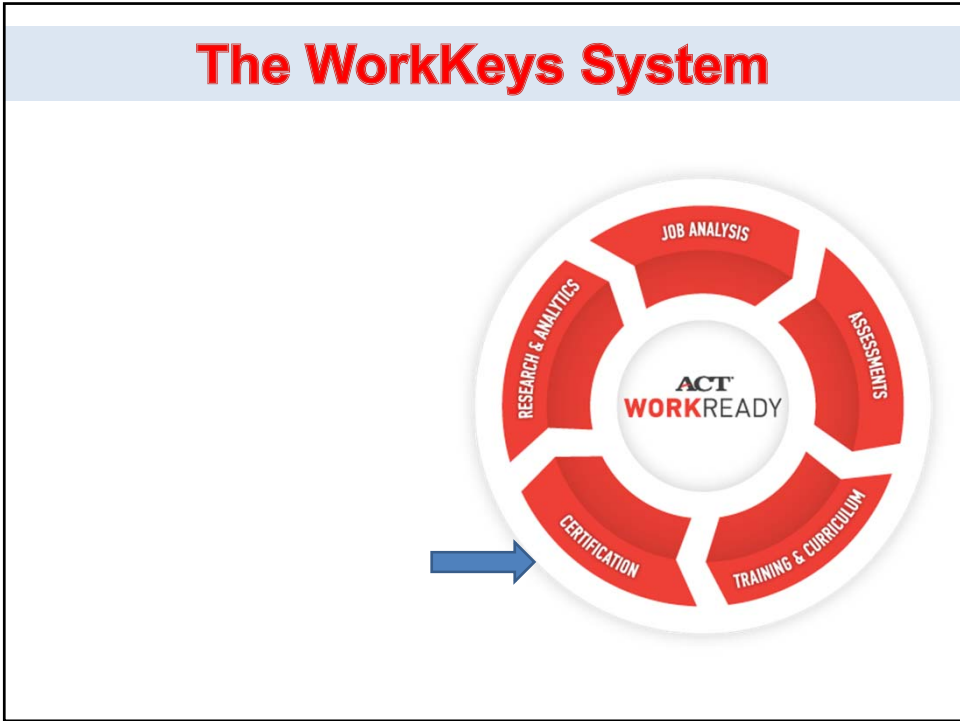 The WorkKeys System
JOB ANALYSIS
ASSESSMENTS
TRAINING & CURRICULUM
CERTIFICATION
RESEARCH & ANALYTICS
ACT®
WORKREADY